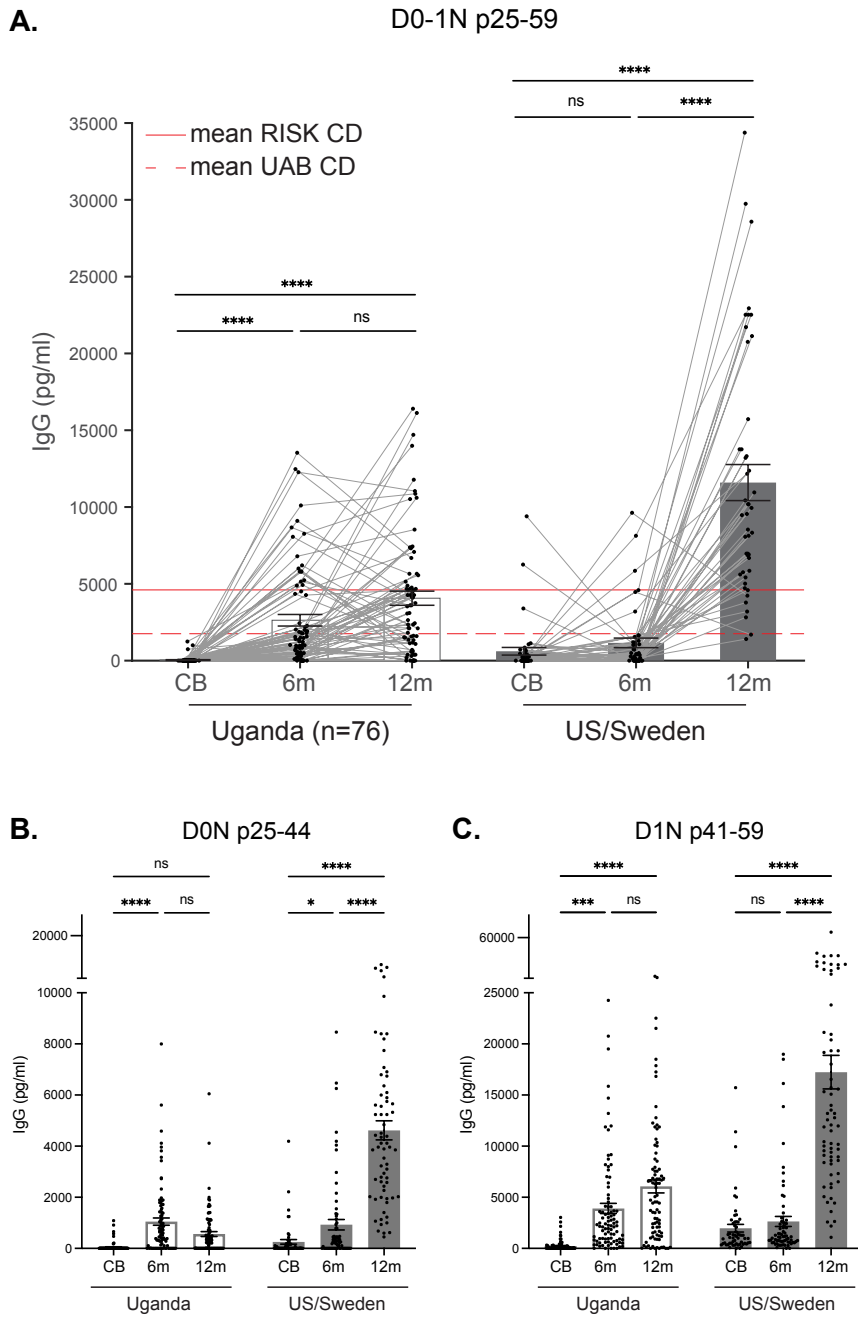 A.
D0-1N p25-59
****
ns ****
mean RISK CD
mean UAB CD
****
**** ns
35000
30000
25000
20000
15000
10000
5000
0
IgG (pg/ml)
CB 6m 12m CB 6m 12m
Uganda (n=76) US/Sweden
B.
D0N p25-44
ns ****
**** ns * ****
20000
10000
8000
6000
4000
2000
0
IgG (pg/ml)
CB 6m 12m CB 6m 12m
Uganda US/Sweden
C.
D1N p41-59
**** ****
*** ns ns ****
60000
25000
20000
15000
10000
5000
0
IgG (pg/ml)
CB 6m 12m CB 6m 12m
Uganda US/Sweden